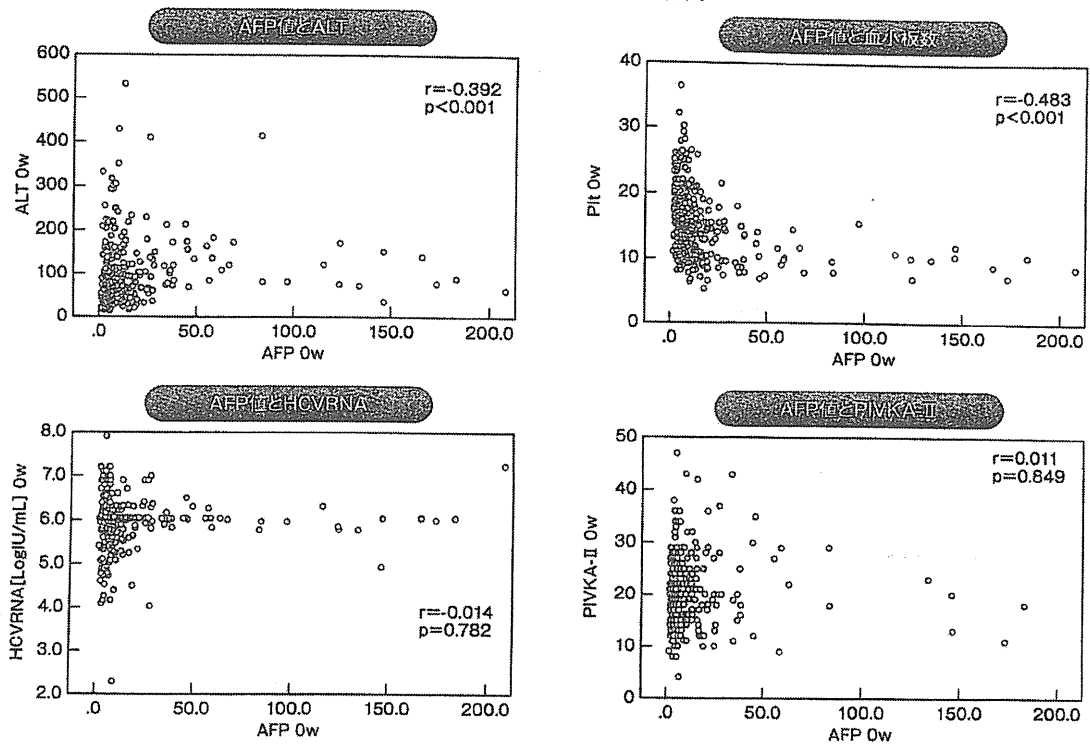 AFP値とALT
r=-0.392
p<0.001
600
500
400
300
200
100
0
ALT 0w
.0 50.0 100.0 150.0 200.0
AFP 0w
AFP値と血小板数
r=-0.483
p<0.001
40
30
20
10
0
Plt 0w
.0 50.0 100.0 150.0 200.0
AFP 0w
AFP値とHCVRNA
8.0
7.0
6.0
5.0
4.0
3.0
2.0
HCVRNA[LogIU/mL] 0w
r=-0.014
p=0.782
.0 50.0 100.0 150.0 200.0
AFP 0w
AFP値とPIVKA-II
r=0.011
p=0.849
50
40
30
20
10
0
PIVKA-II 0w
.0 50.0 100.0 150.0 200.0
AFP 0w